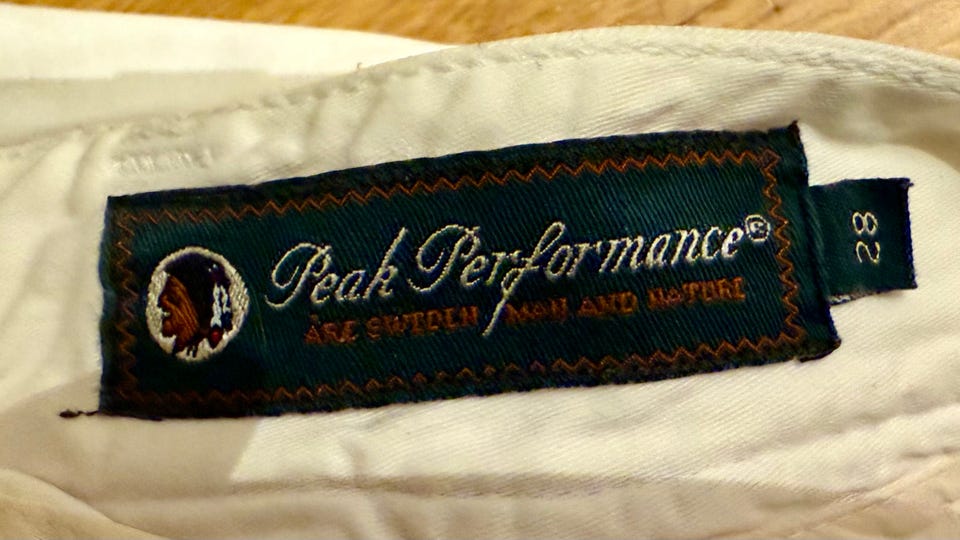 Peak Performance®
ÅRE SWEDEN MAN AND NATURE
28